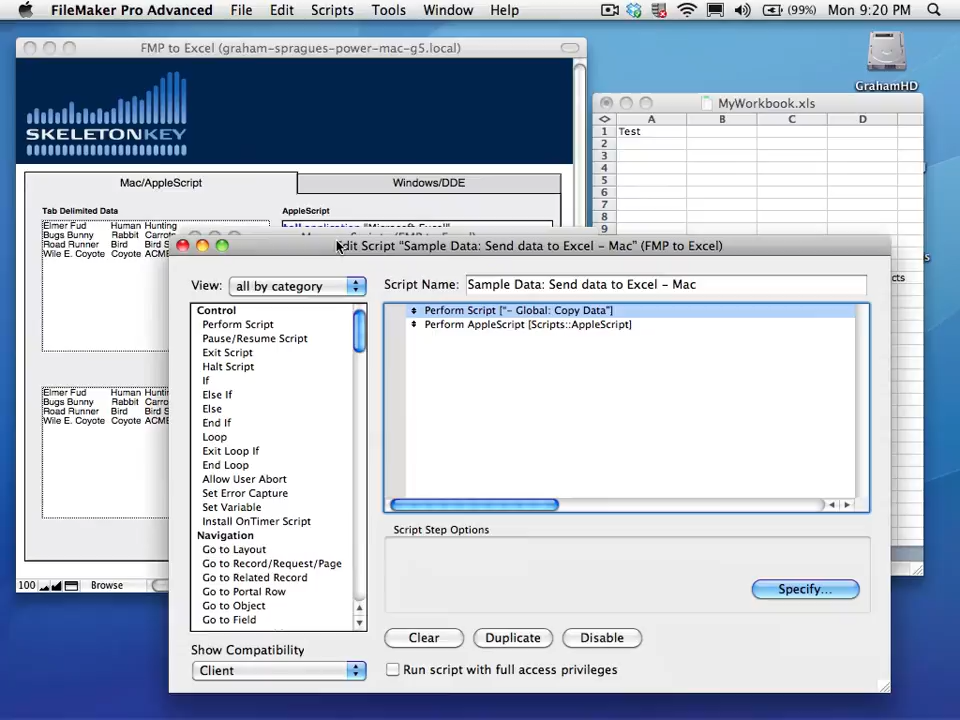 FileMaker Pro Advanced File Edit Scripts Tools Window Help (99%) Mon 9:20 PM
FMP to Excel (graham-spragues-power-mac-g5.local)
SKELETONKEY
Mac/AppleScript
Windows/DDE
Tab Delimited Data
AppleScript
Elmer Fud Human Hunting
Bugs Bunny Rabbit Carrots
Road Runner Bird Bird S
Wile E. Coyote Coyote ACM
Elmer Fud Human Huntin
Bugs Bunny Rabbit Carrot
Road Runner Bird Bird S
Wile E. Coyote Coyote ACME
100 Browse
GrahamHD
MyWorkbook.xls
A B C D
1 Test
2
3
4
5
6
7
8
9
Edit Script “Sample Data: Send data to Excel – Mac” (FMP to Excel)
View: all by category
Script Name: Sample Data: Send data to Excel – Mac
Control
Perform Script
Pause/Resume Script
Exit Script
Halt Script
If
Else If
Else
End If
Loop
Exit Loop If
End Loop
Allow User Abort
Set Error Capture
Set Variable
Install OnTimer Script
Navigation
Go to Layout
Go to Record/Request/Page
Go to Related Record
Go to Portal Row
Go to Object
Go to Field
Perform Script [“- Global: Copy Data”]
Perform AppleScript [Scripts::AppleScript]
Script Step Options
Specify...
Show Compatibility
Client
Clear
Duplicate
Disable
Run script with full access privileges